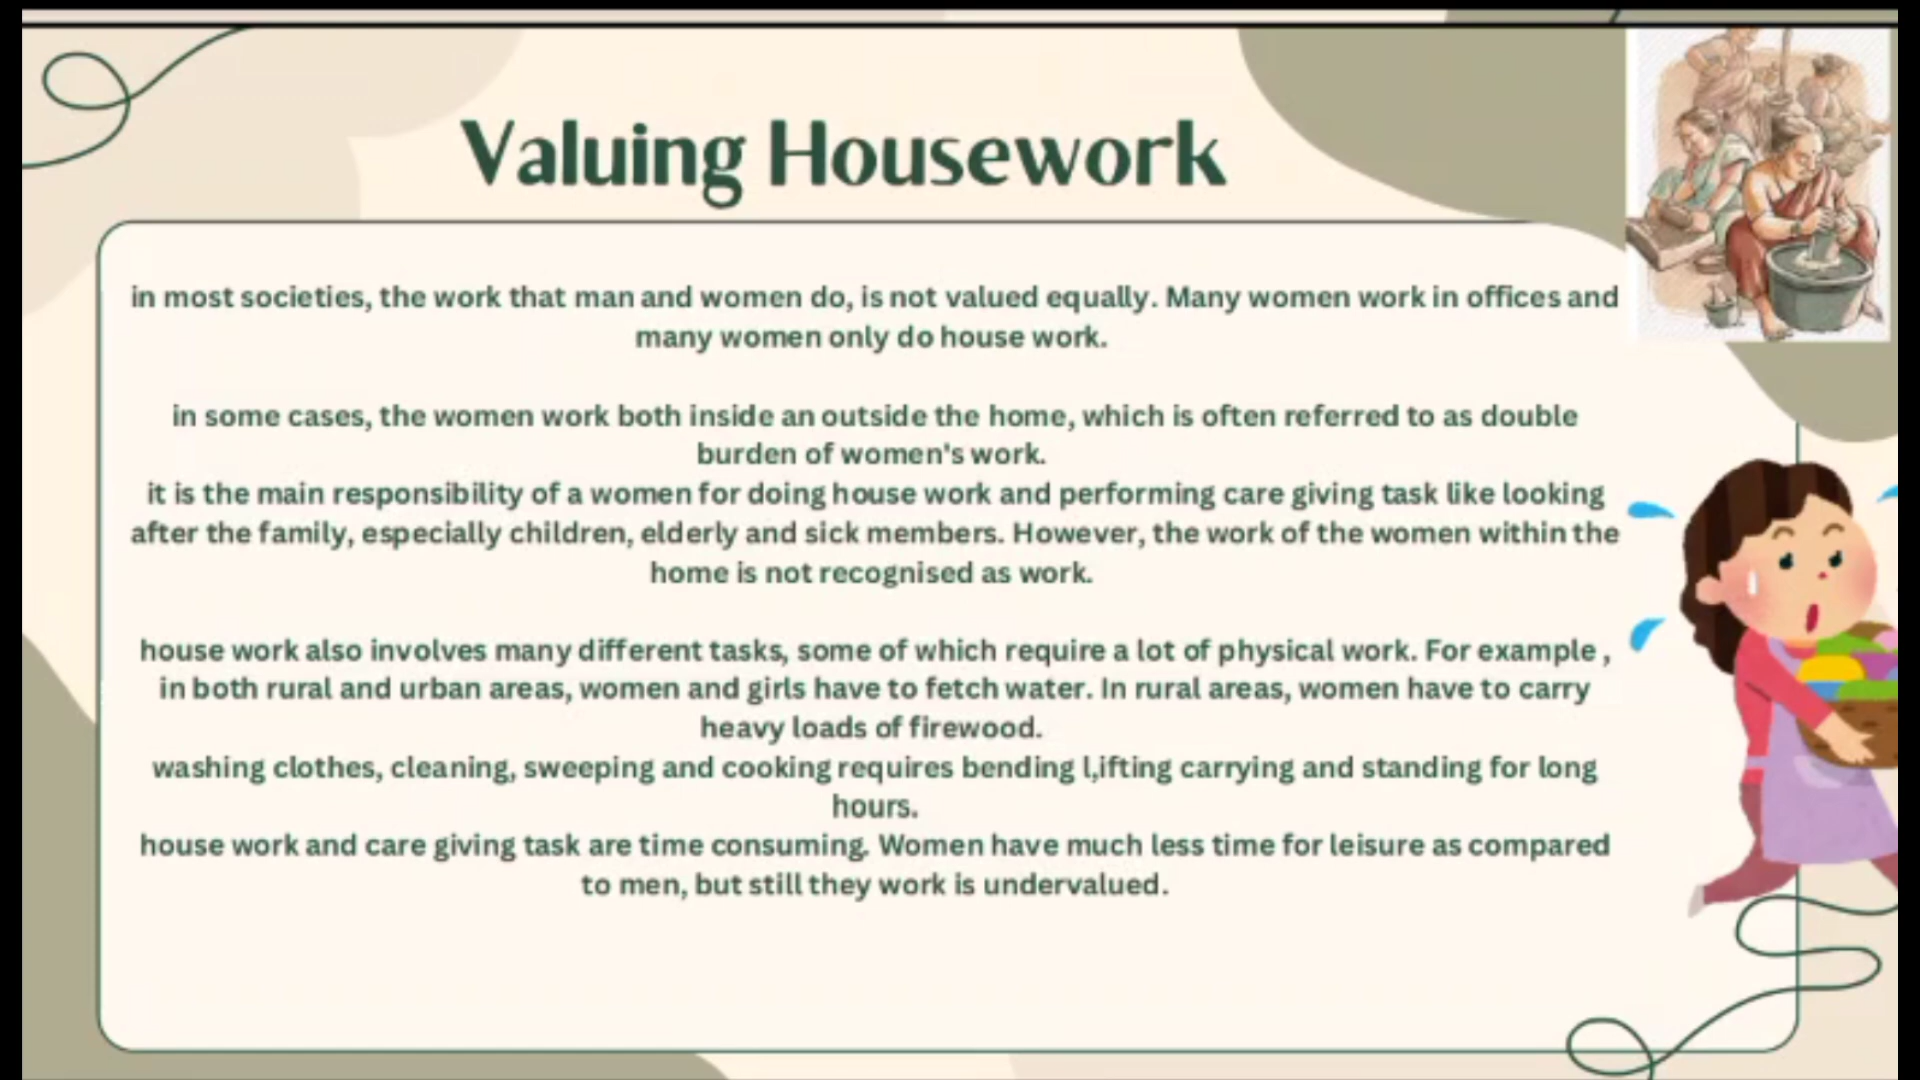 Valuing Housework
in most societies, the work that man and women do, is not valued equally. Many women work in offices and
many women only do house work.
in some cases, the women work both inside an outside the home, which is often referred to as double
burden of women's work.
it is the main responsibility of a women for doing house work and performing care giving task like looking
after the family, especially children, elderly and sick members. However, the work of the women within the
home is not recognised as work.
house work also involves many different tasks, some of which require a lot of physical work. For example ,
in both rural and urban areas, women and girls have to fetch water. In rural areas, women have to carry
heavy loads of firewood.
washing clothes, cleaning, sweeping and cooking requires bending l,ifting carrying and standing for long
hours.
house work and care giving task are time consuming. Women have much less time for leisure as compared
to men, but still they work is undervalued.